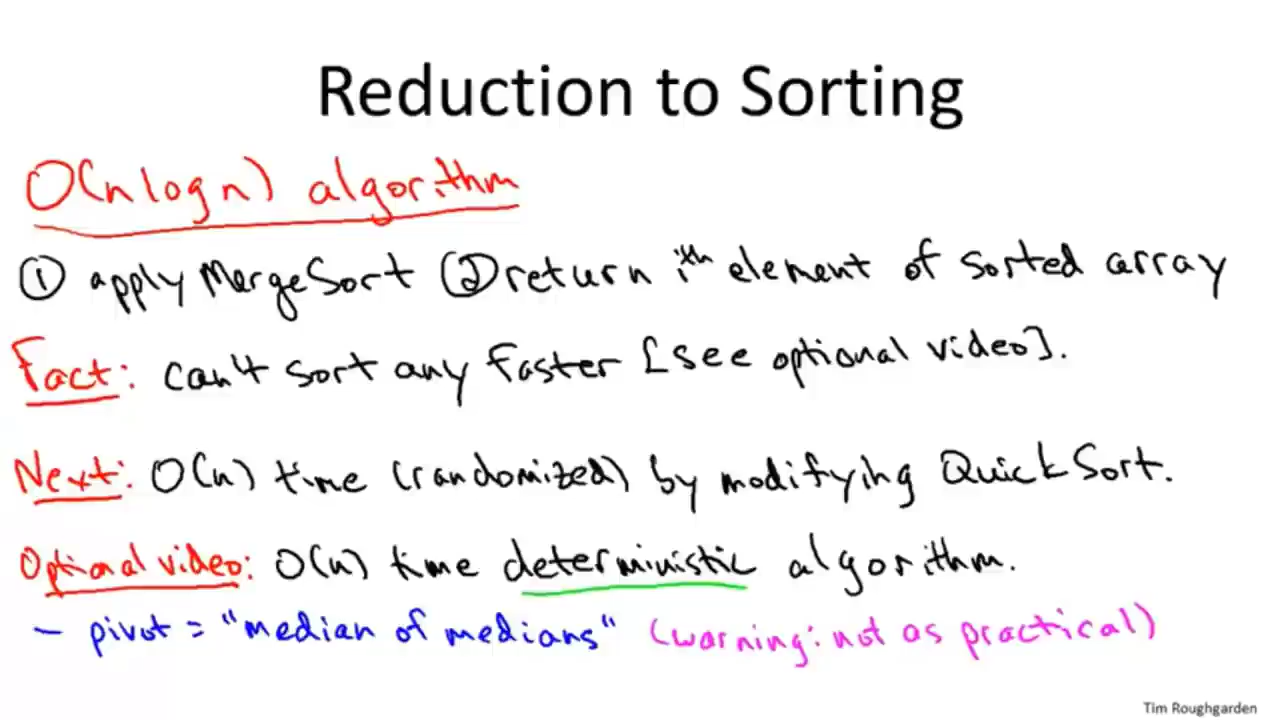 Reduction to Sorting
O(n log n) algorithm
① apply MergeSort ② return ith element of sorted array
Fact: can't sort any faster [see optional video].
Next: O(n) time (randomized) by modifying QuickSort.
Optional video: O(n) time deterministic algorithm.
- pivot = "median of medians" (warning: not as practical)
Tim Roughgarden